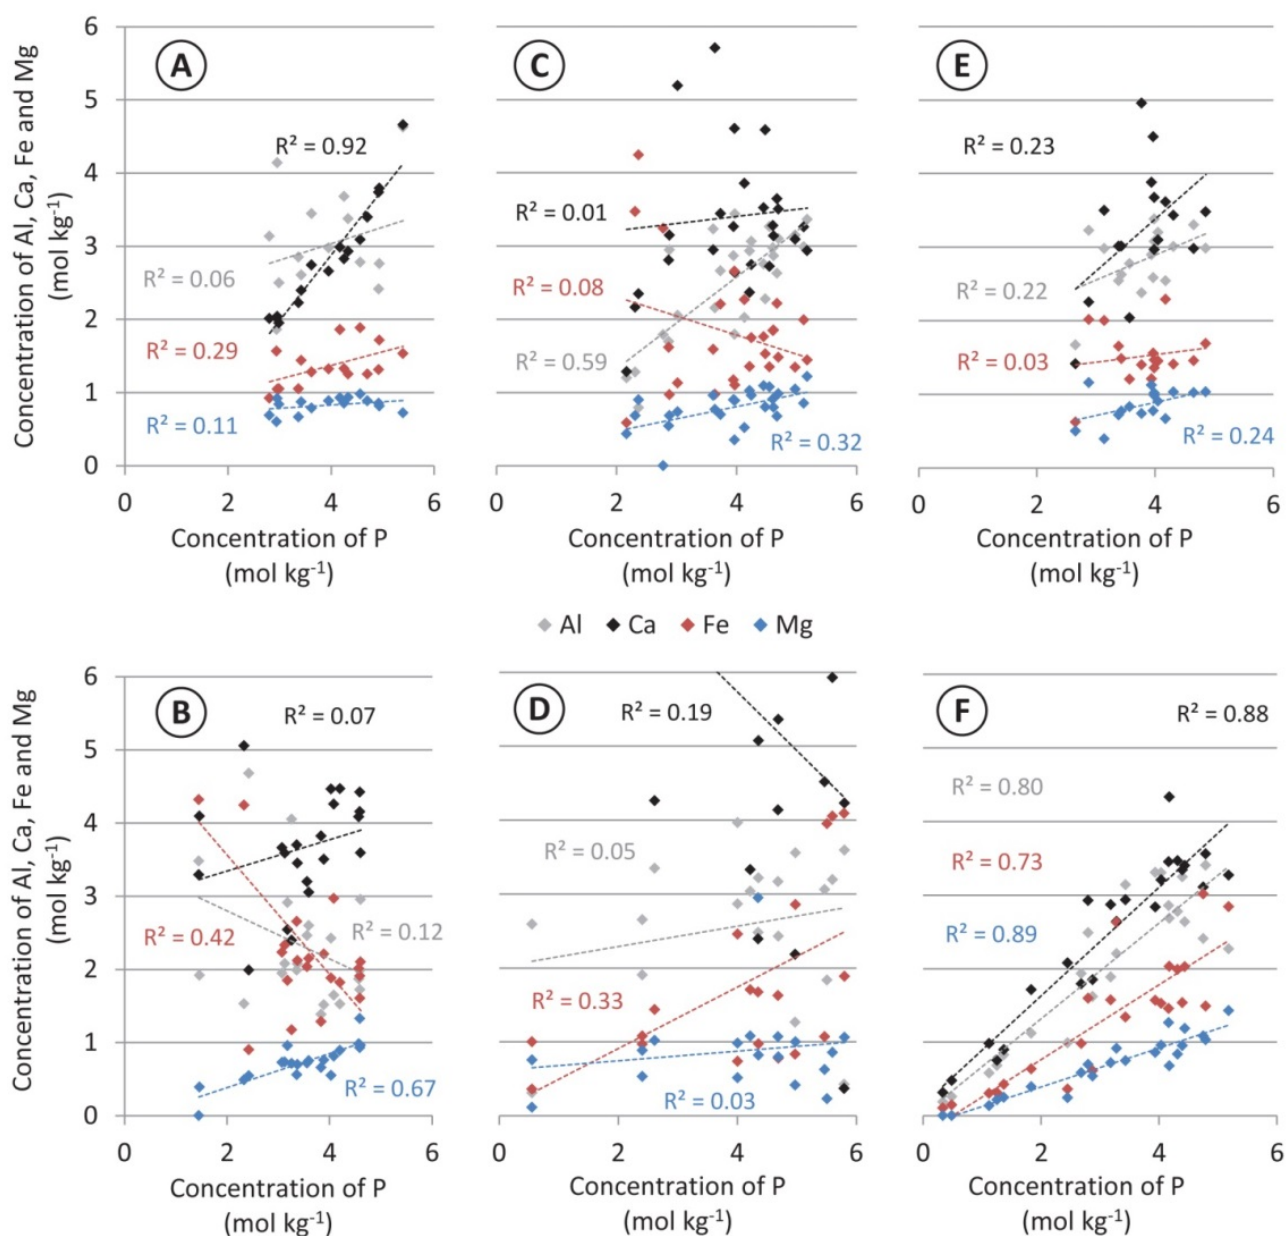 Concentration of Al, Ca, Fe and Mg
(mol kg⁻¹)
6
5
4
3
2
1
0
A
R² = 0.92
R² = 0.06
R² = 0.29
R² = 0.11
0 2 4 6
Concentration of P
(mol kg⁻¹)
C
R² = 0.01
R² = 0.08
R² = 0.59
R² = 0.32
0 2 4 6
Concentration of P
(mol kg⁻¹)
E
R² = 0.23
R² = 0.22
R² = 0.03
R² = 0.24
0 2 4 6
Concentration of P
(mol kg⁻¹)
Al Ca Fe Mg
Concentration of Al, Ca, Fe and Mg
(mol kg⁻¹)
6
5
4
3
2
1
0
B
R² = 0.07
R² = 0.42
R² = 0.12
R² = 0.67
0 2 4 6
Concentration of P
(mol kg⁻¹)
D
R² = 0.19
R² = 0.05
R² = 0.33
R² = 0.03
0 2 4 6
Concentration of P
(mol kg⁻¹)
F
R² = 0.88
R² = 0.80
R² = 0.73
R² = 0.89
0 2 4 6
Concentration of P
(mol kg⁻¹)